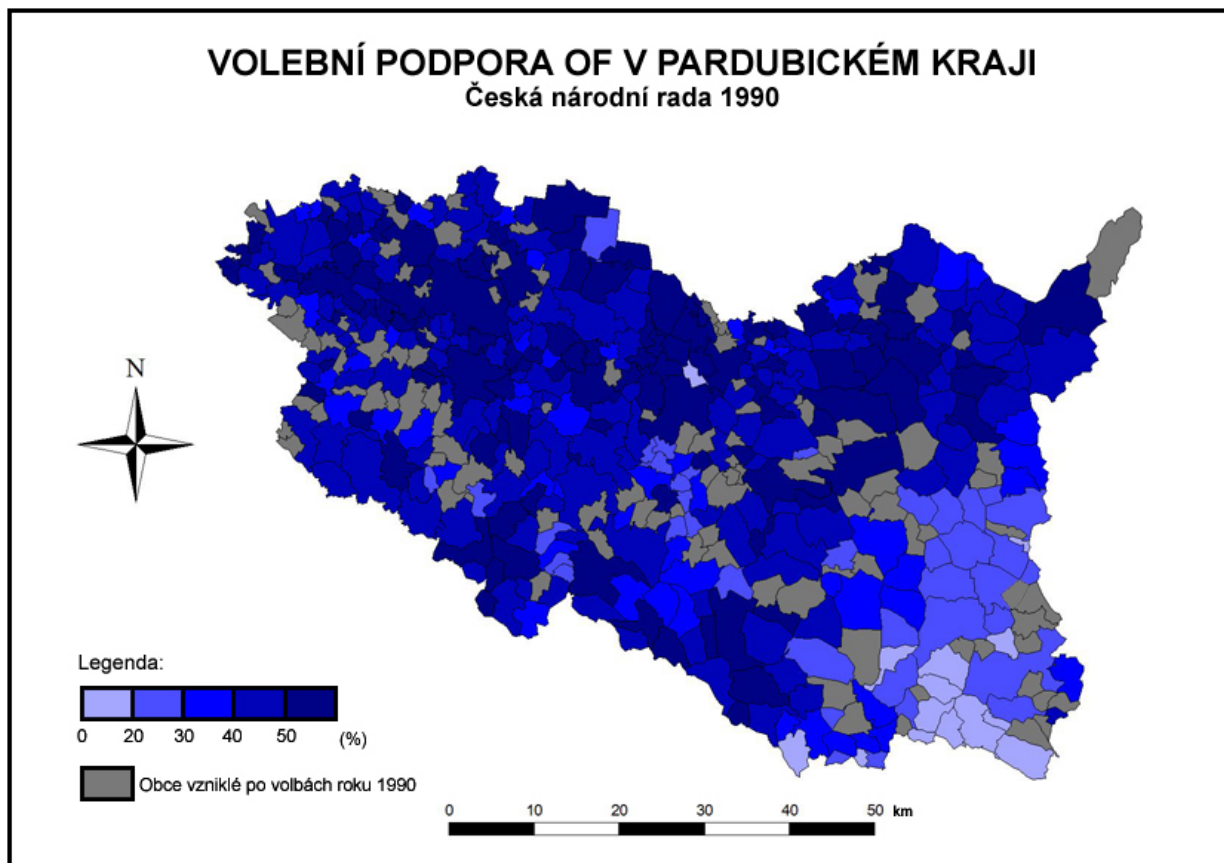 VOLEBNÍ PODPORA OF V PARDUBICKÉM KRAJI
Česká národní rada 1990
N
Legenda:
0 20 30 40 50 (%)
Obce vzniklé po volbách roku 1990
0 10 20 30 40 50 km